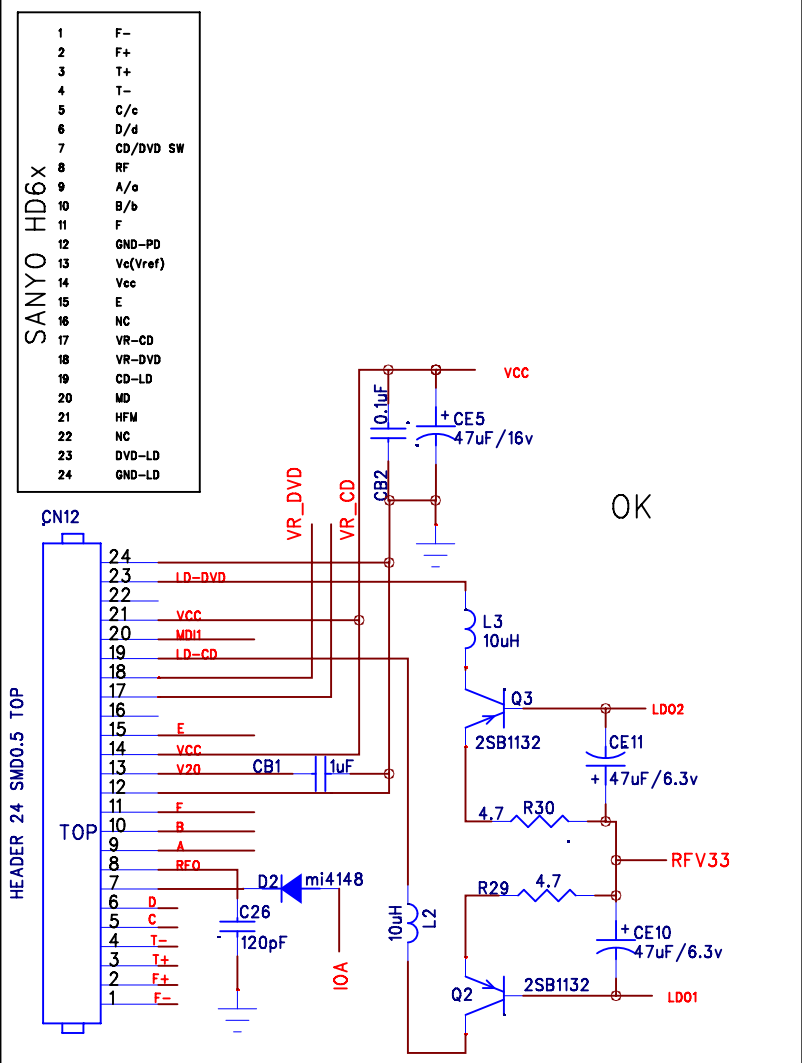 SANYO HD6x
1 F-
2 F+
3 T+
4 T-
5 C/c
6 D/d
7 CD/DVD SW
8 RF
9 A/a
10 B/b
11 F
12 GND-PD
13 Vc(Vref)
14 Vcc
15 E
16 NC
17 VR-CD
18 VR-DVD
19 CD-LD
20 MD
21 HFM
22 NC
23 DVD-LD
24 GND-LD
VCC
0.1uF
CB2
+ CE5
47uF/16v
VR_DVD
VR_CD
OK
CN12
HEADER 24 SMD0.5 TOP
TOP
24
23 LD-DVD
22
21 VCC
20 MDI1
19 LD-CD
18
17
16
15 E
14 VCC
13 V20
12
11 F
10 B
9 A
8 RFO
7
6 D
5 C
4 T-
3 T+
2 F+
1 F-
CB1 1uF
L3
10uH
Q3
2SB1132
LDO2
CE11
+ 47uF/6.3v
4.7 R30
RFV33
R29 4.7
D2 mi4148
C26
120pF
IOA
10uH
L2
+ CE10
47uF/6.3v
Q2
2SB1132
LDO1